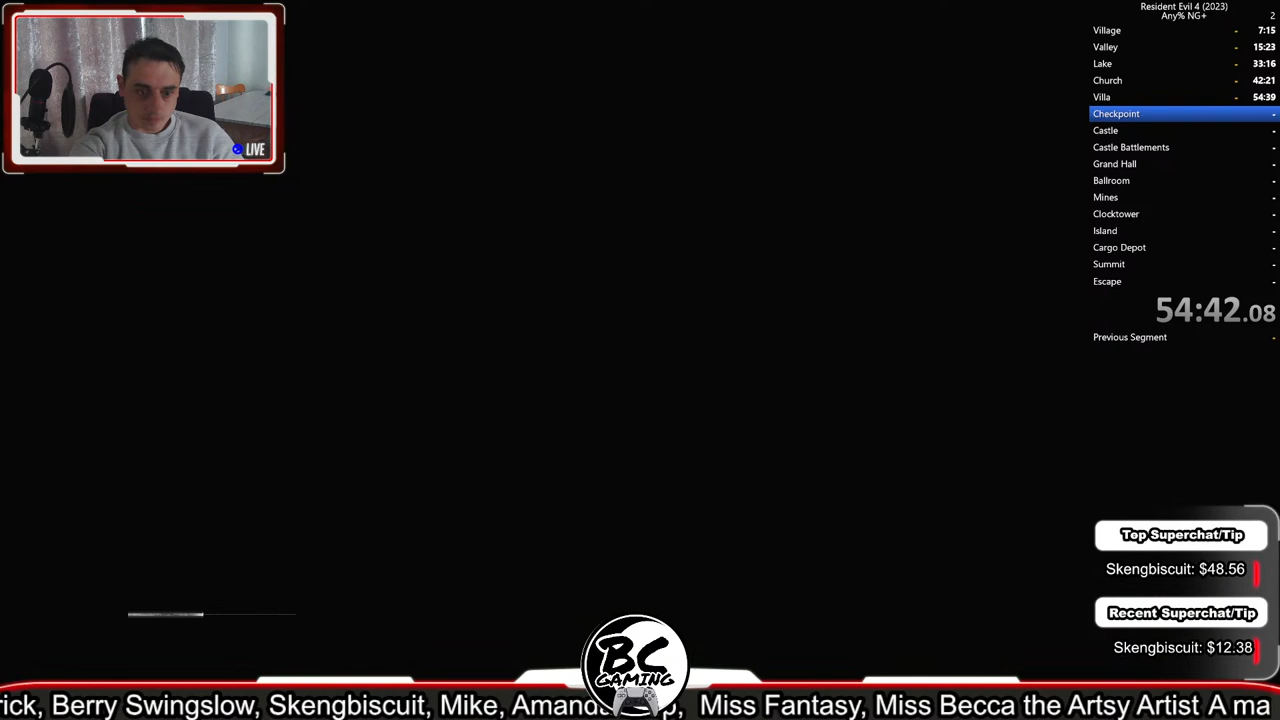 LIVE
Resident Evil 4 (2023)
Any% NG+ 2
Village - 7:15
Valley - 15:23
Lake - 33:16
Church - 42:21
Villa - 54:39
Checkpoint -
Castle -
Castle Battlements -
Grand Hall -
Ballroom -
Mines -
Clocktower -
Island -
Cargo Depot -
Summit -
Escape -
54:42.08
Previous Segment -
Top Superchat/Tip
Skengbiscuit: $48.56
Recent Superchat/Tip
Skengbiscuit: $12.38
BC
GAMING
rick, Berry Swingslow, Skengbiscuit, Mike, Amanda Miss Fantasy, Miss Becca the Artsy Artist A ma